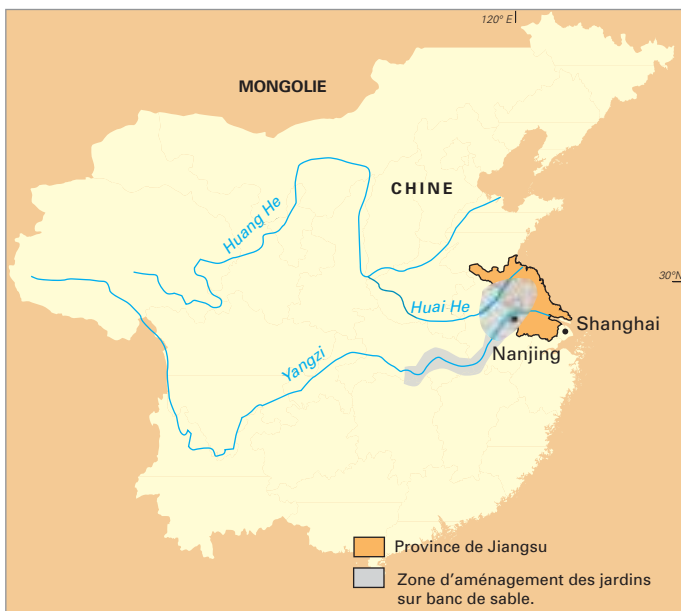 120° E
MONGOLIE
CHINE
Huang He
30°N
Huai He
Shanghai
Nanjing
Yangzi
Province de Jiangsu
Zone d'aménagement des jardins
sur banc de sable.